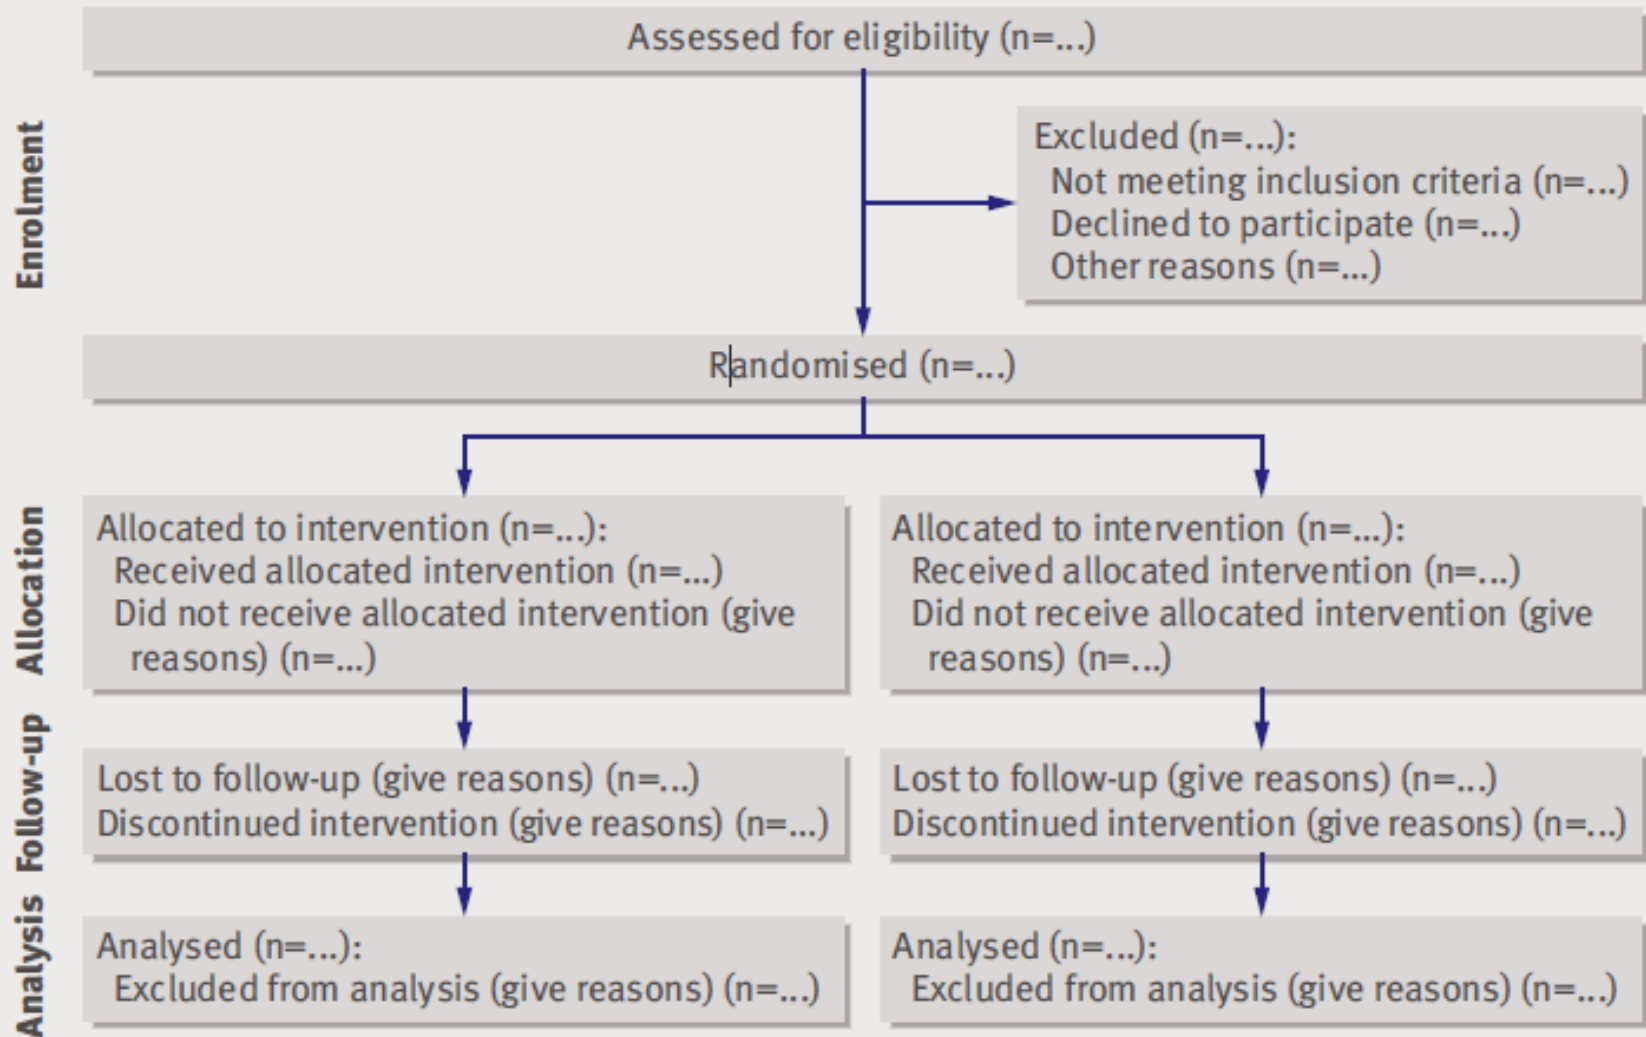 Assessed for eligibility (n=...)
Enrolment
Excluded (n=...):
Not meeting inclusion criteria (n=...)
Declined to participate (n=...)
Other reasons (n=...)
Randomised (n=...)
Allocation
Allocated to intervention (n=...):
Received allocated intervention (n=...)
Did not receive allocated intervention (give
reasons) (n=...)
Allocated to intervention (n=...):
Received allocated intervention (n=...)
Did not receive allocated intervention (give
reasons) (n=...)
Follow-up
Lost to follow-up (give reasons) (n=...)
Discontinued intervention (give reasons) (n=...)
Lost to follow-up (give reasons) (n=...)
Discontinued intervention (give reasons) (n=...)
Analysis
Analysed (n=...):
Excluded from analysis (give reasons) (n=...)
Analysed (n=...):
Excluded from analysis (give reasons) (n=...)